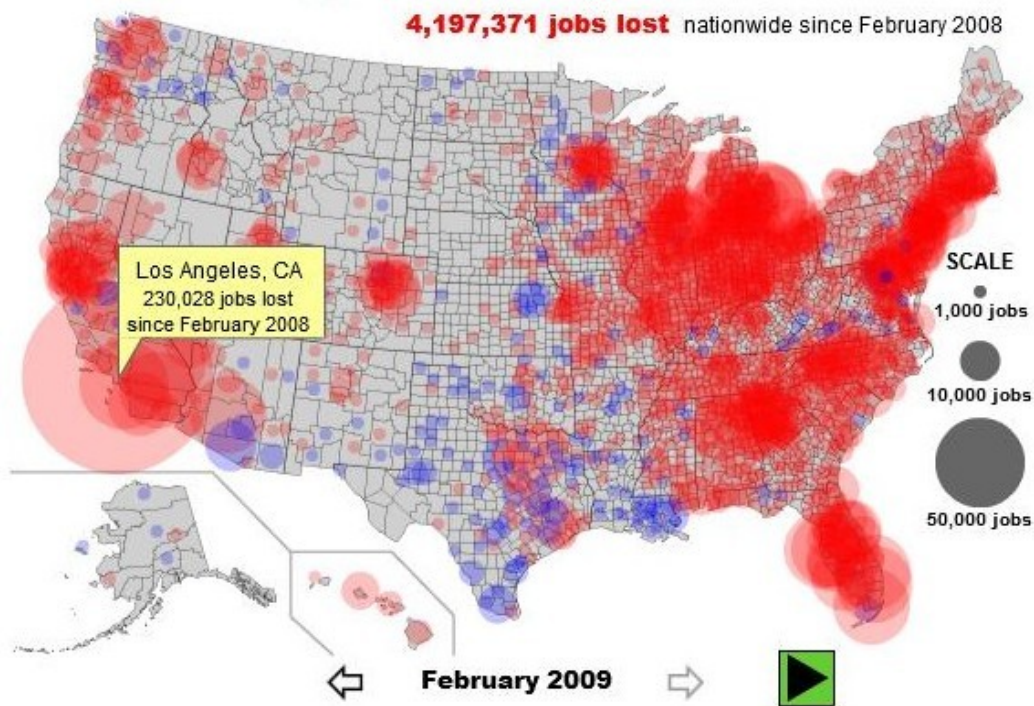 4,197,371 jobs lost nationwide since February 2008
Los Angeles, CA
230,028 jobs lost
since February 2008
SCALE
1,000 jobs
10,000 jobs
50,000 jobs
February 2009